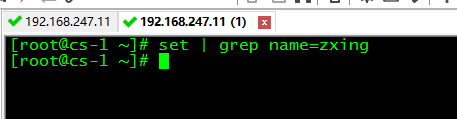 192.168.247.11
192.168.247.11 (1)
[root@cs-1 ~]# set | grep name=zxing
[root@cs-1 ~]#